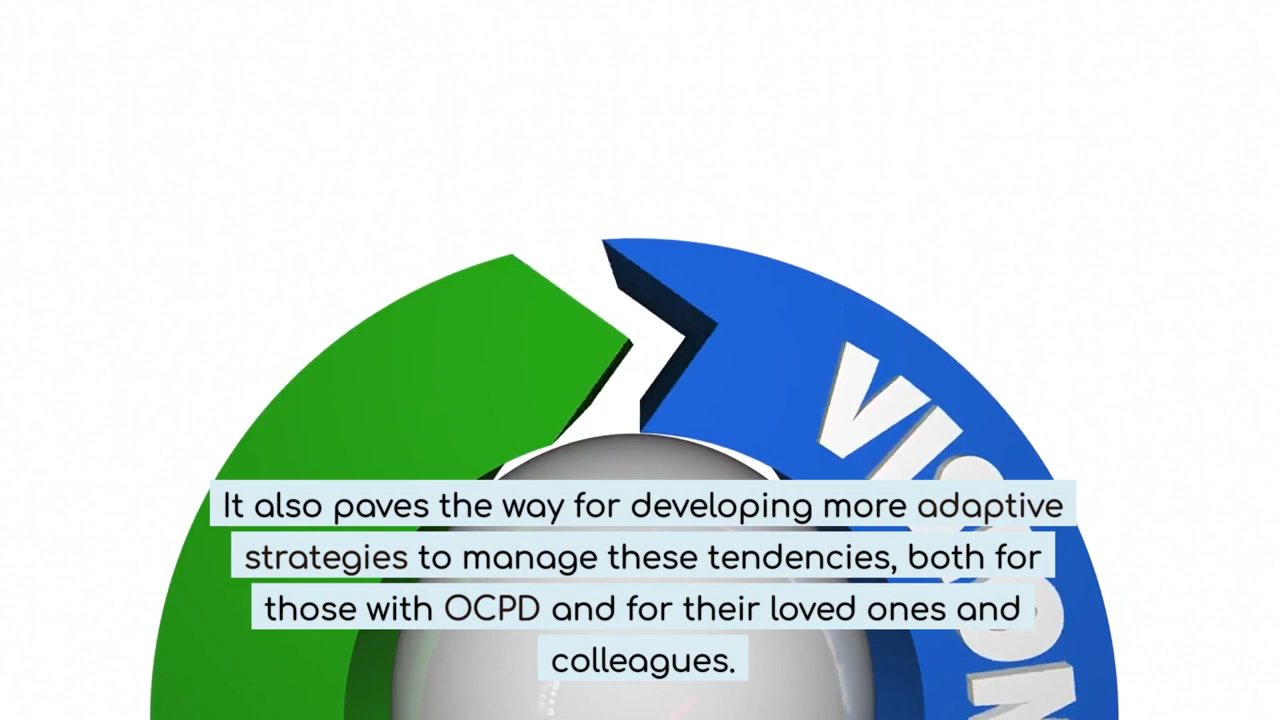 VISION
It also paves the way for developing more adaptive
strategies to manage these tendencies, both for
those with OCPD and for their loved ones and
colleagues.